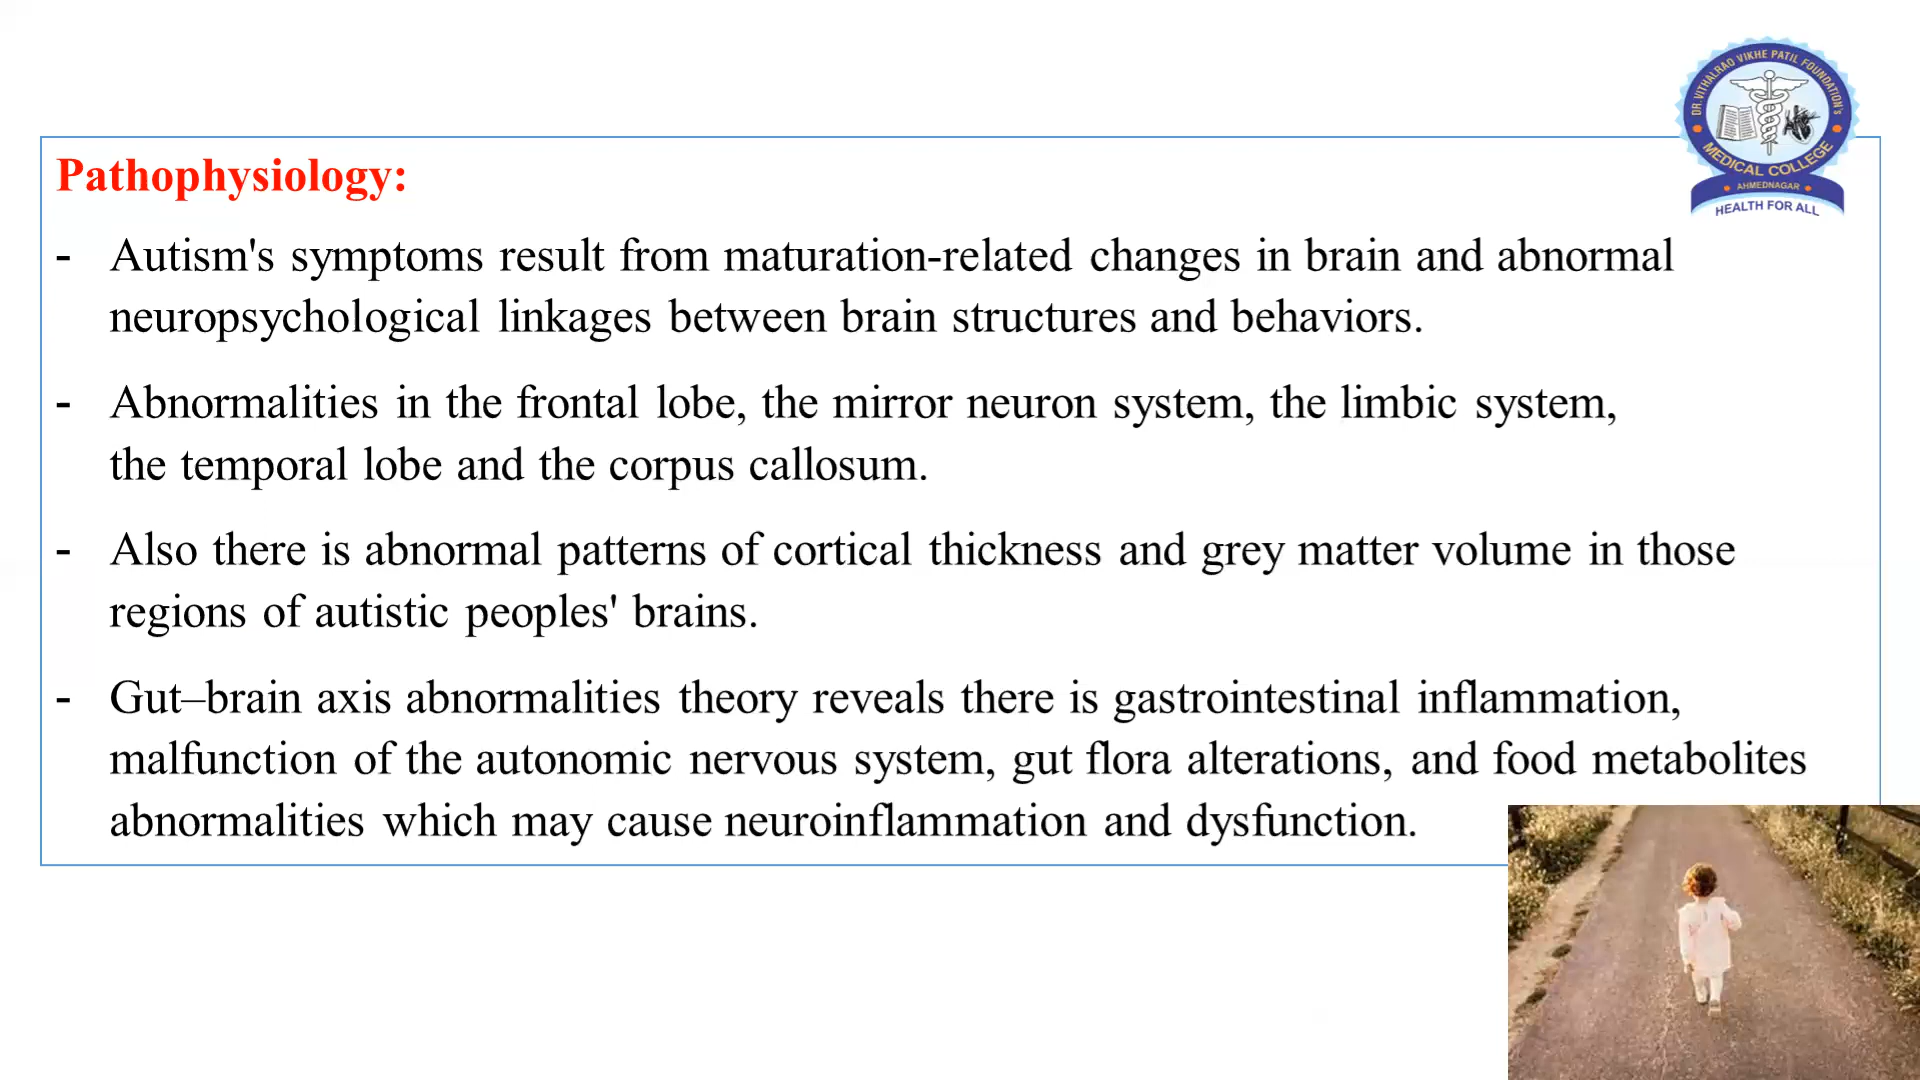 DR. VITHALRAO VIKHE PATIL FOUNDATION'S
MEDICAL COLLEGE
AHMEDNAGAR
HEALTH FOR ALL
Pathophysiology:
- Autism's symptoms result from maturation-related changes in brain and abnormal
neuropsychological linkages between brain structures and behaviors.
- Abnormalities in the frontal lobe, the mirror neuron system, the limbic system,
the temporal lobe and the corpus callosum.
- Also there is abnormal patterns of cortical thickness and grey matter volume in those
regions of autistic peoples' brains.
- Gut–brain axis abnormalities theory reveals there is gastrointestinal inflammation,
malfunction of the autonomic nervous system, gut flora alterations, and food metabolites
abnormalities which may cause neuroinflammation and dysfunction.